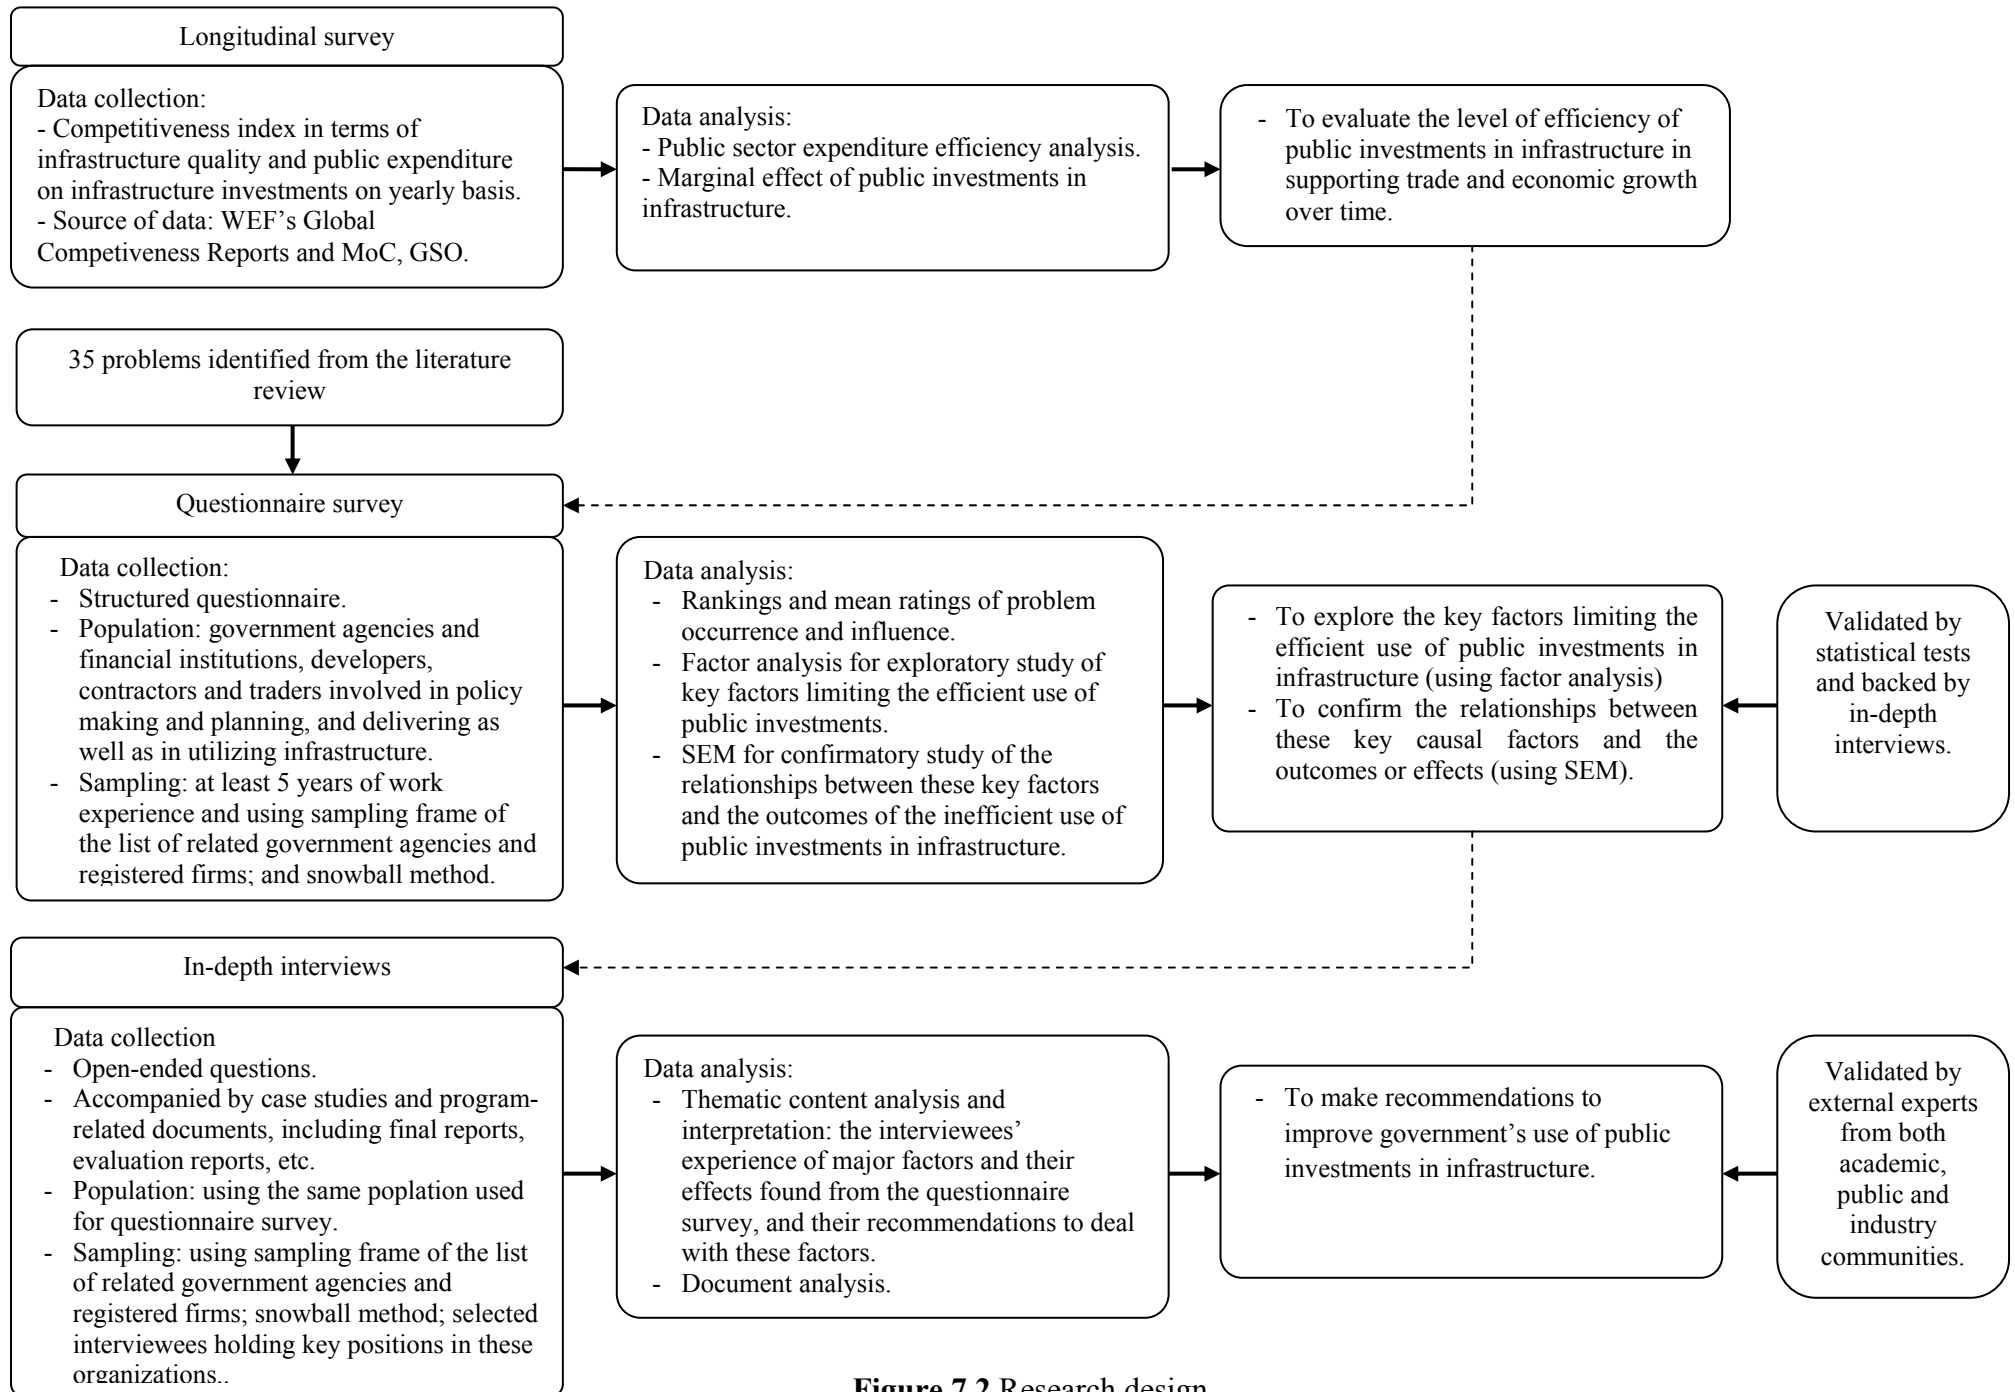 Longitudinal survey
Data collection:
- Competitiveness index in terms of
infrastructure quality and public expenditure
on infrastructure investments on yearly basis.
- Source of data: WEF’s Global
Competiveness Reports and MoC, GSO.
Data analysis:
- Public sector expenditure efficiency analysis.
- Marginal effect of public investments in
infrastructure.
- To evaluate the level of efficiency of
public investments in infrastructure in
supporting trade and economic growth
over time.
35 problems identified from the literature
review
Questionnaire survey
Data collection:
- Structured questionnaire.
- Population: government agencies and
financial institutions, developers,
contractors and traders involved in policy
making and planning, and delivering as
well as in utilizing infrastructure.
- Sampling: at least 5 years of work
experience and using sampling frame of
the list of related government agencies and
registered firms; and snowball method.
Data analysis:
- Rankings and mean ratings of problem
occurrence and influence.
- Factor analysis for exploratory study of
key factors limiting the efficient use of
public investments.
- SEM for confirmatory study of the
relationships between these key factors
and the outcomes of the inefficient use of
public investments in infrastructure.
- To explore the key factors limiting the
efficient use of public investments in
infrastructure (using factor analysis)
- To confirm the relationships between
these key causal factors and the
outcomes or effects (using SEM).
Validated by
statistical tests
and backed by
in-depth
interviews.
In-depth interviews
Data collection
- Open-ended questions.
- Accompanied by case studies and program-
related documents, including final reports,
evaluation reports, etc.
- Population: using the same poplation used
for questionnaire survey.
- Sampling: using sampling frame of the list
of related government agencies and
registered firms; snowball method; selected
interviewees holding key positions in these
organizations..
Data analysis:
- Thematic content analysis and
interpretation: the interviewees’
experience of major factors and their
effects found from the questionnaire
survey, and their recommendations to deal
with these factors.
- Document analysis.
- To make recommendations to
improve government’s use of public
investments in infrastructure.
Validated by
external experts
from both
academic,
public and
industry
communities.
Figure 7.2 Research design